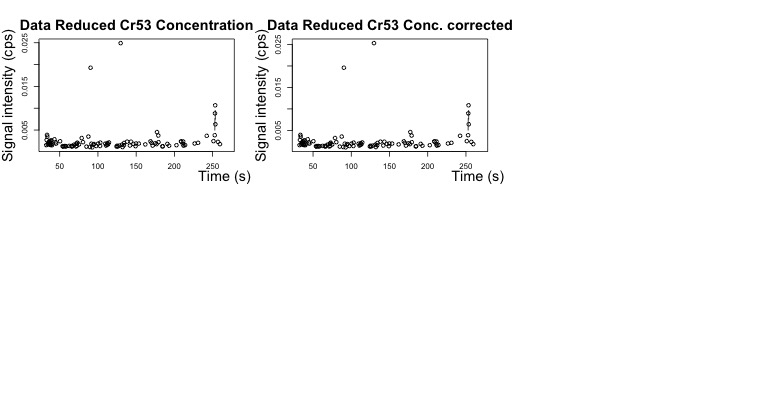 Data Reduced Cr53 Concentration
Signal intensity (cps)
0.005 0.015 0.025
50 100 150 200 250
Time (s)
Data Reduced Cr53 Conc. corrected
Signal intensity (cps)
0.005 0.015 0.025
50 100 150 200 250
Time (s)